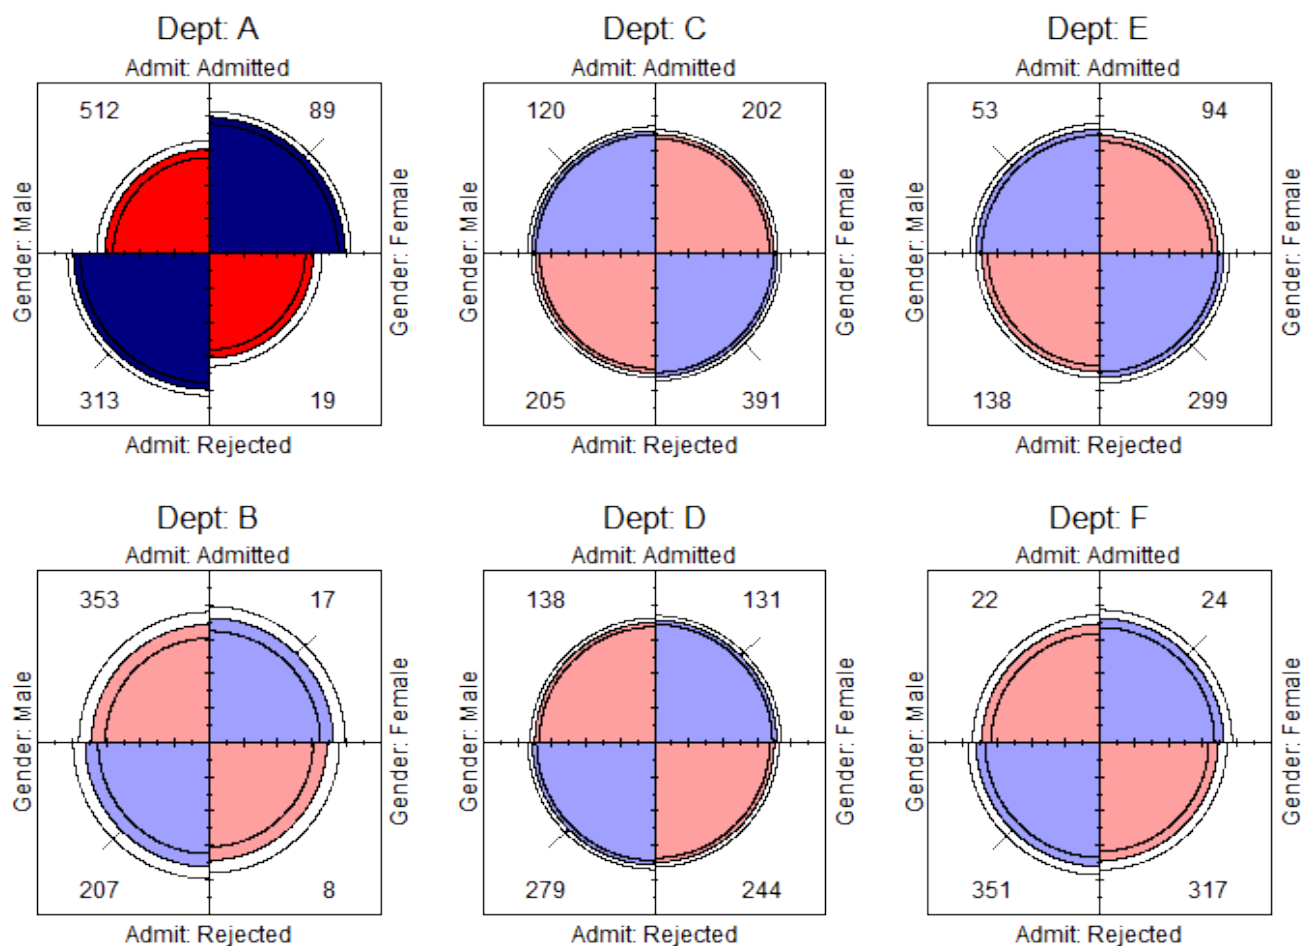 Dept: A
Admit: Admitted
512 89
Gender: Male
Gender: Female
313 19
Admit: Rejected
Dept: C
Admit: Admitted
120 202
Gender: Male
Gender: Female
205 391
Admit: Rejected
Dept: E
Admit: Admitted
53 94
Gender: Male
Gender: Female
138 299
Admit: Rejected
Dept: B
Admit: Admitted
353 17
Gender: Male
Gender: Female
207 8
Admit: Rejected
Dept: D
Admit: Admitted
138 131
Gender: Male
Gender: Female
279 244
Admit: Rejected
Dept: F
Admit: Admitted
22 24
Gender: Male
Gender: Female
351 317
Admit: Rejected